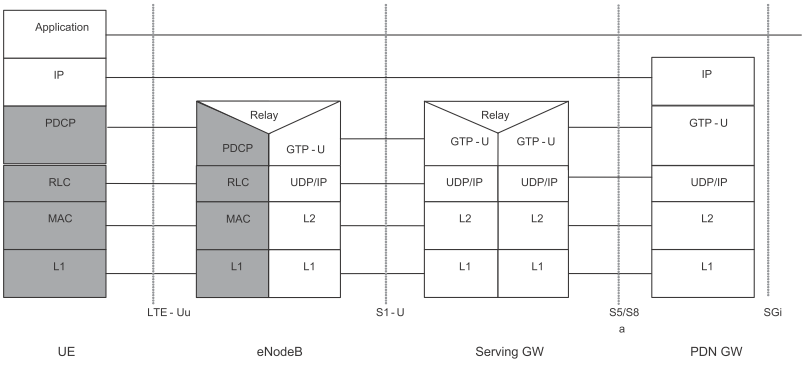 Application
IP
IP
Relay
Relay
PDCP
GTP - U
PDCP
GTP - U
GTP - U
GTP - U
RLC
RLC
UDP/IP
UDP/IP
UDP/IP
UDP/IP
MAC
MAC
L2
L2
L2
L2
L1
L1
L1
L1
L1
L1
LTE - Uu
S1 - U
S5/S8
a
SGi
UE
eNodeB
Serving GW
PDN GW